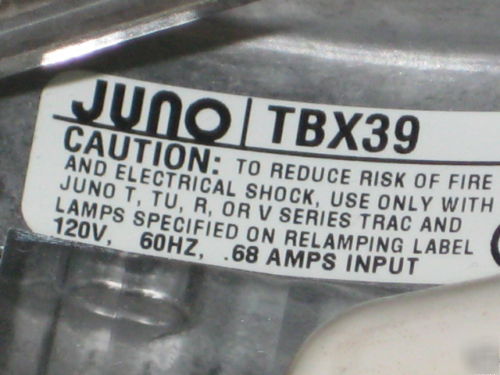 JUNO TBX39
CAUTION: TO REDUCE RISK OF FIRE
AND ELECTRICAL SHOCK, USE ONLY WITH
JUNO T, TU, R, OR V SERIES TRAC AND
LAMPS SPECIFIED ON RELAMPING LABEL
120V, 60HZ, .68 AMPS INPUT